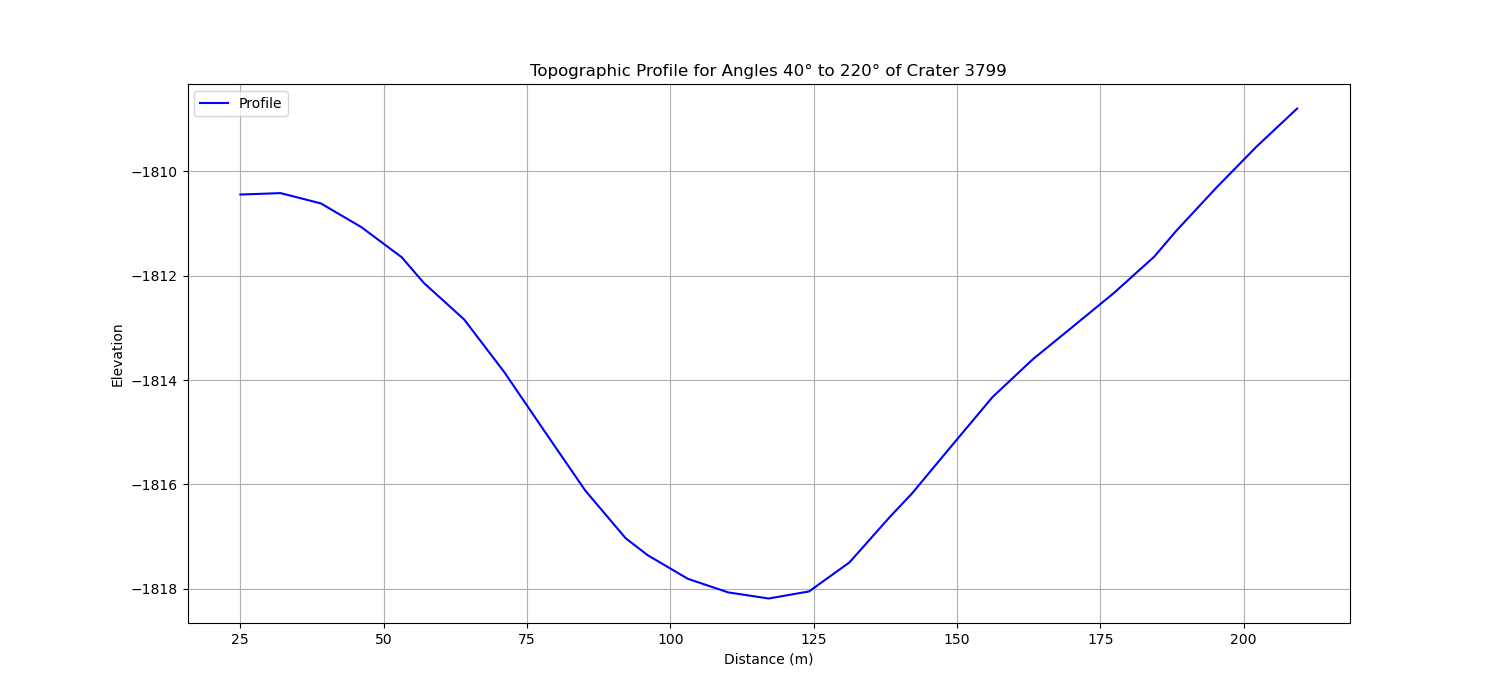 Topographic Profile for Angles 40° to 220° of Crater 3799
Profile
−1810
−1812
−1814
−1816
−1818
Elevation
25 50 75 100 125 150 175 200
Distance (m)